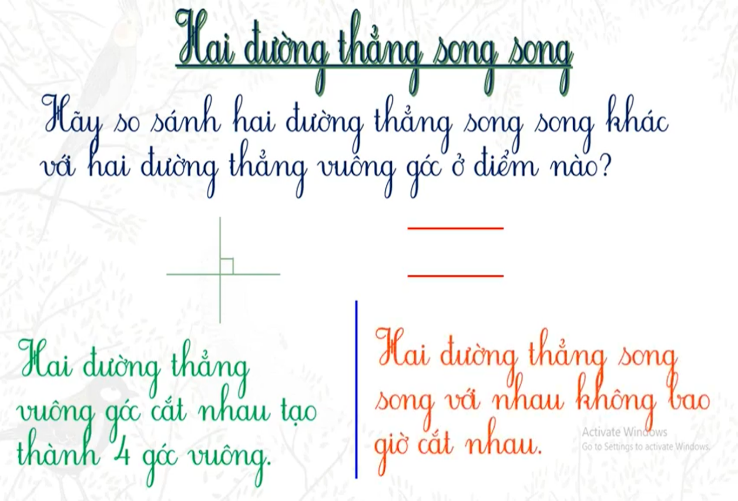 Hai đường thẳng song song
Hãy so sánh hai đường thẳng song song khác
với hai đường thẳng vuông góc ở điểm nào?
Hai đường thẳng
vuông góc cắt nhau tạo
thành 4 góc vuông.
Hai đường thẳng song
song với nhau không bao
giờ cắt nhau.
Activate Windows
Go to Settings to activate Windows.